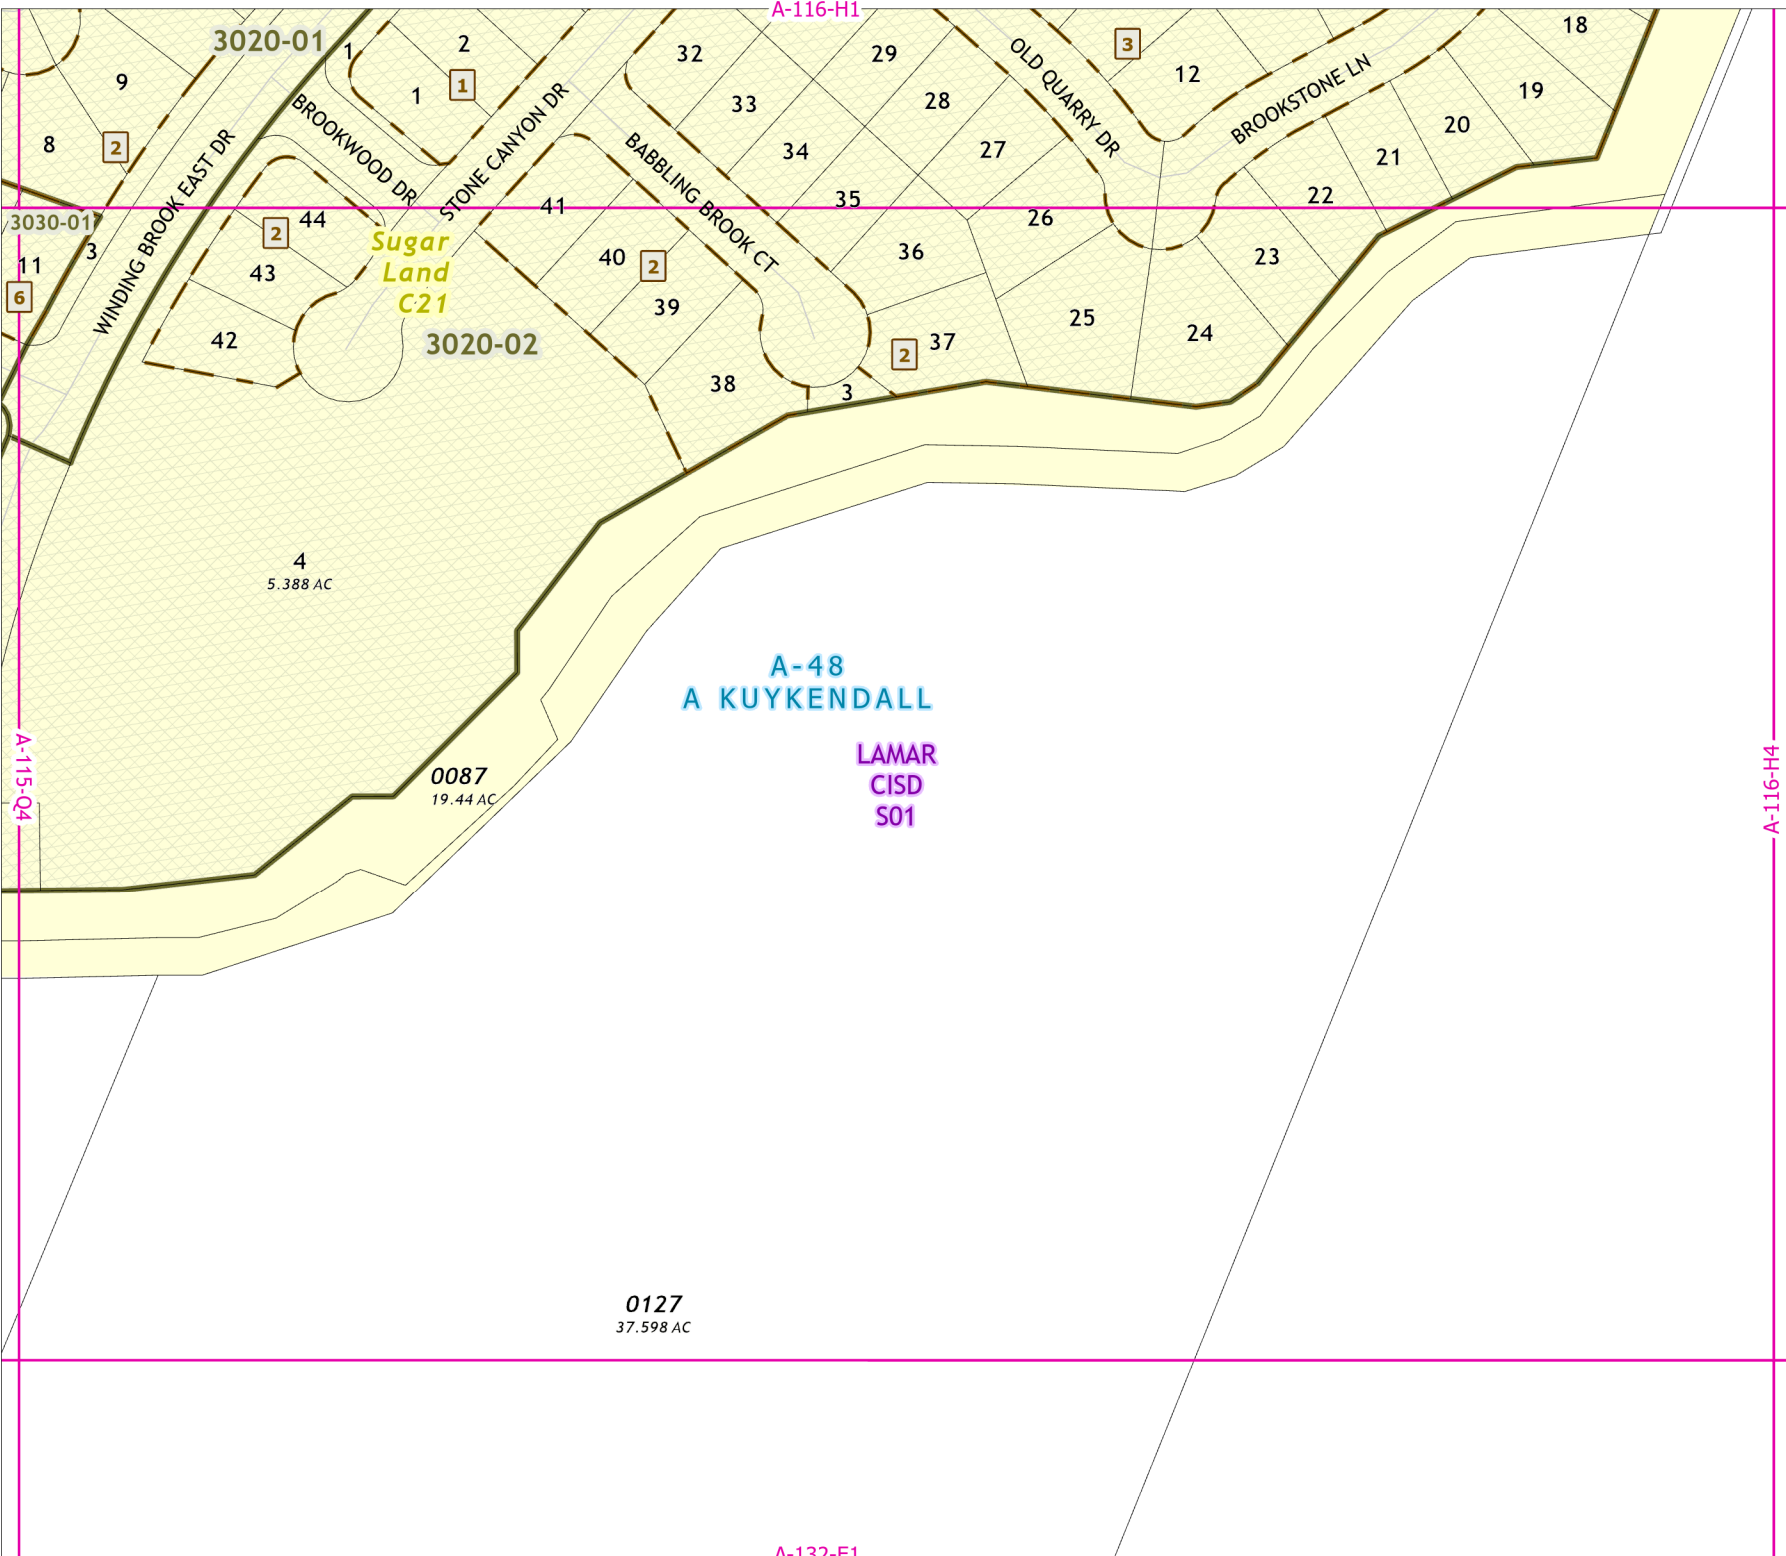 A-116-H1
3020-01
1
2
32
29
OLD QUARRY DR
3
12
18
9
1
1
33
28
BROOKSTONE LN
19
8
2
BROOKWOOD DR
STONE CANYON DR
BABBLING BROOK CT
34
27
20
21
WINDING BROOK EAST DR
3030-01
3
11
6
2
44
41
35
26
22
Sugar
Land
C21
43
40
2
36
23
42
3020-02
39
37
2
25
24
38
3
4
5.388 AC
A-48
A KUYKENDALL
LAMAR
CISD
S01
A-115-Q4
0087
19.44 AC
A-116-H4
0127
37.598 AC
A-132-E1